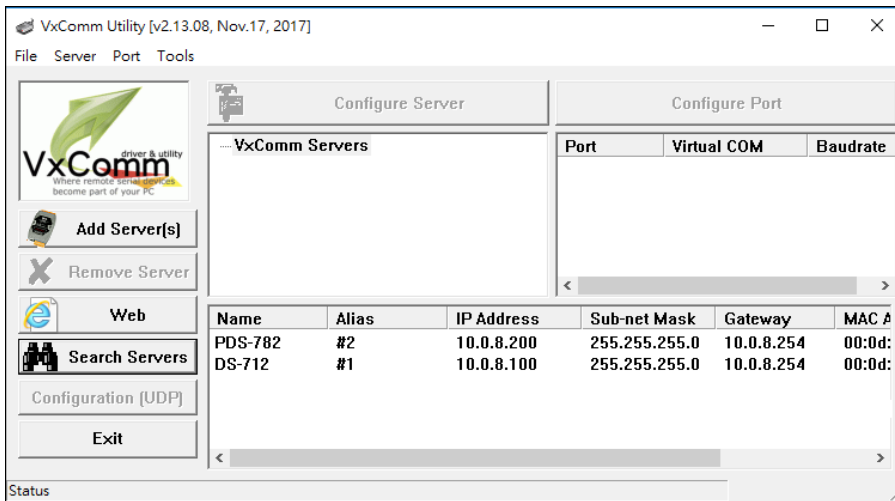 VxComm Utility [v2.13.08, Nov.17, 2017]
File Server Port Tools
driver & utility
VxComm
Where remote serial devices
become part of your PC
Add Server(s)
Remove Server
Web
Search Servers
Configuration (UDP)
Exit
Configure Server
VxComm Servers
Configure Port
Port Virtual COM Baudrate
Name Alias IP Address Sub-net Mask Gateway MAC A
PDS-782 #2 10.0.8.200 255.255.255.0 10.0.8.254 00:0d:
DS-712 #1 10.0.8.100 255.255.255.0 10.0.8.254 00:0d:
Status